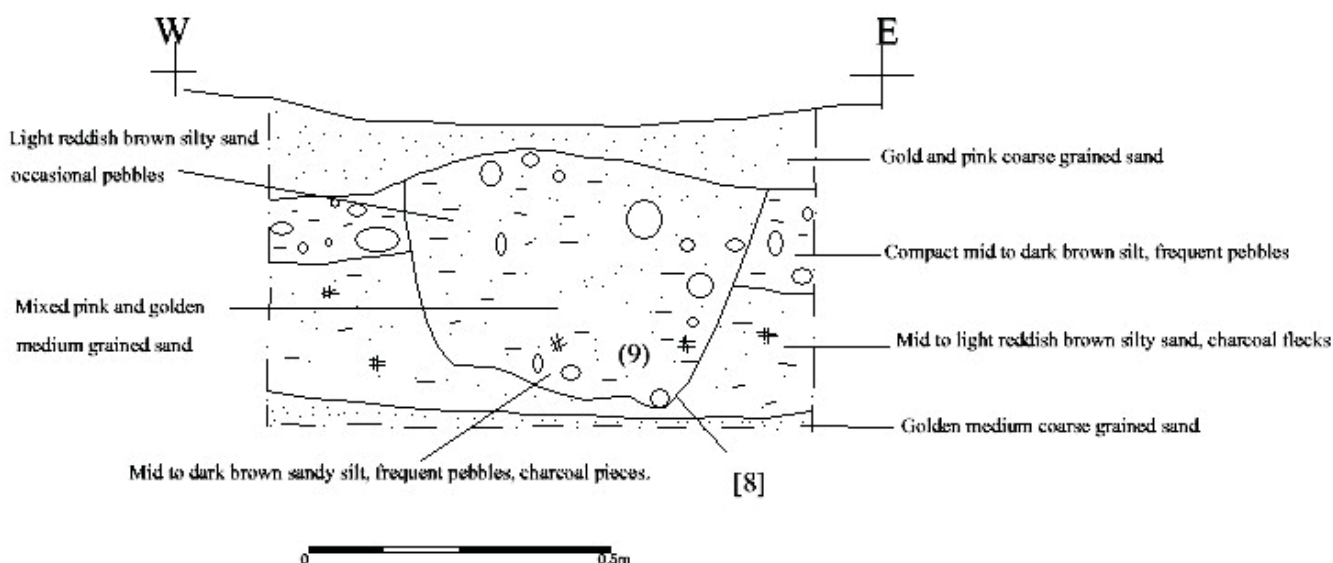 W
E
Light reddish brown silty sand
occasional pebbles
Gold and pink coarse grained sand
Compact mid to dark brown silt, frequent pebbles
Mixed pink and golden
medium grained sand
Mid to light reddish brown silty sand, charcoal flecks
(9)
Golden medium coarse grained sand
Mid to dark brown sandy silt, frequent pebbles, charcoal pieces.
[8]
0
0.5m